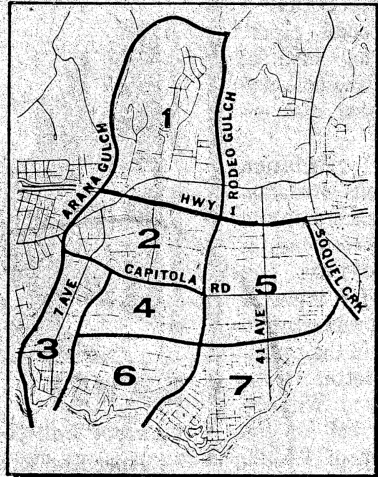 1
ARANA GULCH
RODEO GULCH
HWY 1
SOQUEL CRK
2
CAPITOLA RD
5
7 AVE
4
41 AVE
3
6
7